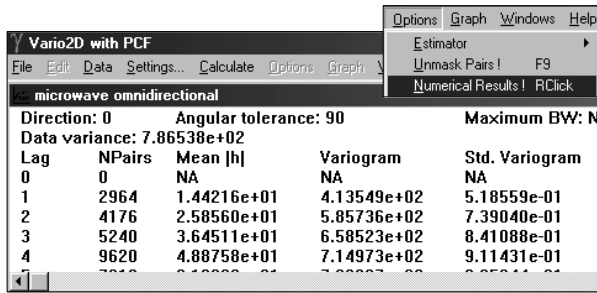 Options Graph Windows Help
Vario2D with PCF
Estimator
File Edit Data Settings... Calculate Options Graph
Unmask Pairs! F9
Numerical Results! RClick
microwave omnidirectional
Direction: 0 Angular tolerance: 90 Maximum BW: N
Data variance: 7.86538e+02
Lag NPairs Mean |h| Variogram Std. Variogram
0 0 NA NA NA
1 2964 1.44216e+01 4.13549e+02 5.18559e-01
2 4176 2.58560e+01 5.85736e+02 7.39040e-01
3 5240 3.64511e+01 6.58523e+02 8.41088e-01
4 9620 4.88758e+01 7.14973e+02 9.11431e-01